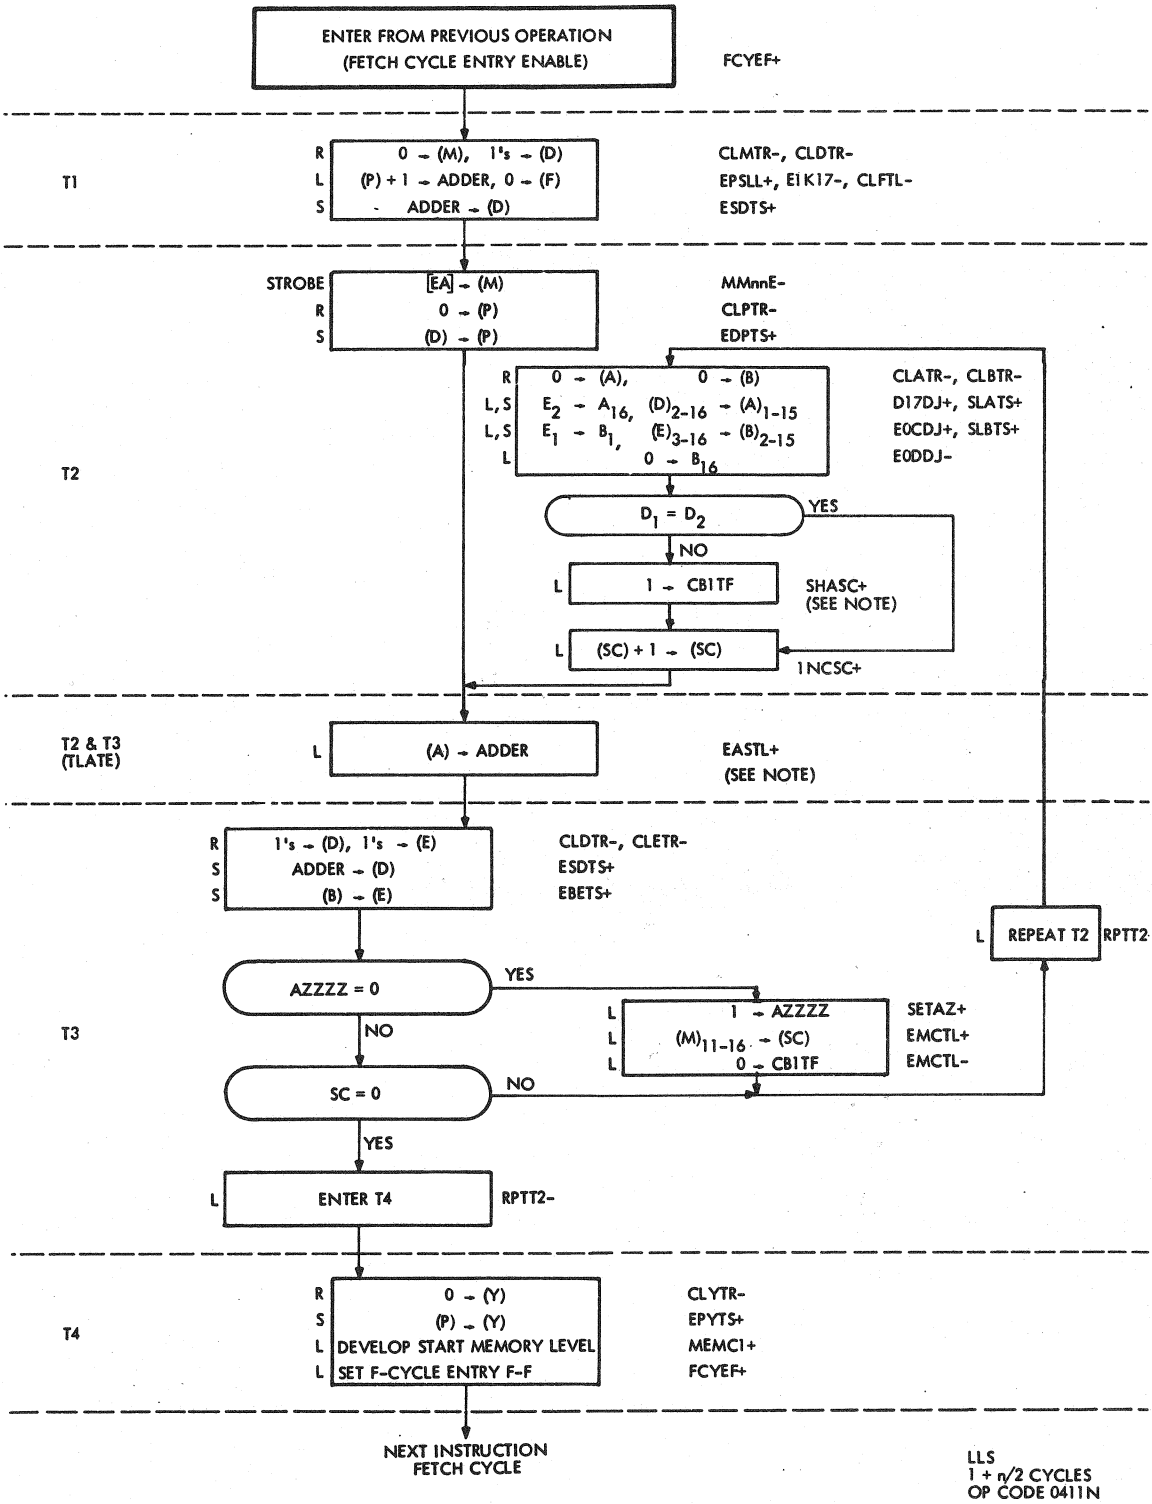 ENTER FROM PREVIOUS OPERATION
(FETCH CYCLE ENTRY ENABLE)
FCYEF+
T1
R 0 → (M), 1's → (D) CLMTR-, CLDTR-
L (P) + 1 → ADDER, 0 → (F) EPSLL+, E1K17-, CLFTL-
S ADDER → (D) ESDTS+
T2
STROBE [EA] → (M) MMnnE-
R 0 → (P) CLPTR-
S (D) → (P) EDPTS+
R 0 → (A), 0 → (B) CLATR-, CLBTR-
L, S E2 → A16, (D)2-16 → (A)1-15 D17DJ+, SLATS+
L, S E1 → B1, (E)3-16 → (B)2-15 E0CDJ+, SLBTS+
L 0 → B16 E0DDJ-
D1 = D2
YES
NO
L 1 → CB1TF SHASC+
(SEE NOTE)
L (SC) + 1 → (SC)
1NCSC+
T2 & T3
(TLATE)
L (A) → ADDER EASTL+
(SEE NOTE)
T3
R 1's → (D), 1's → (E) CLDTR-, CLETR-
S ADDER → (D) ESDTS+
S (B) → (E) EBETS+
L REPEAT T2 RPTT2-
AZZZZ = 0
YES
NO
L 1 → AZZZZ SETAZ+
L (M)11-16 → (SC) EMCTL+
L 0 → CB1TF EMCTL-
SC = 0
NO
YES
L ENTER T4 RPTT2-
T4
R 0 → (Y) CLYTR-
S (P) → (Y) EPYTS+
L DEVELOP START MEMORY LEVEL MEMC1+
L SET F-CYCLE ENTRY F-F FCYEF+
NEXT INSTRUCTION
FETCH CYCLE
LLS
1 + n/2 CYCLES
OP CODE 0411N